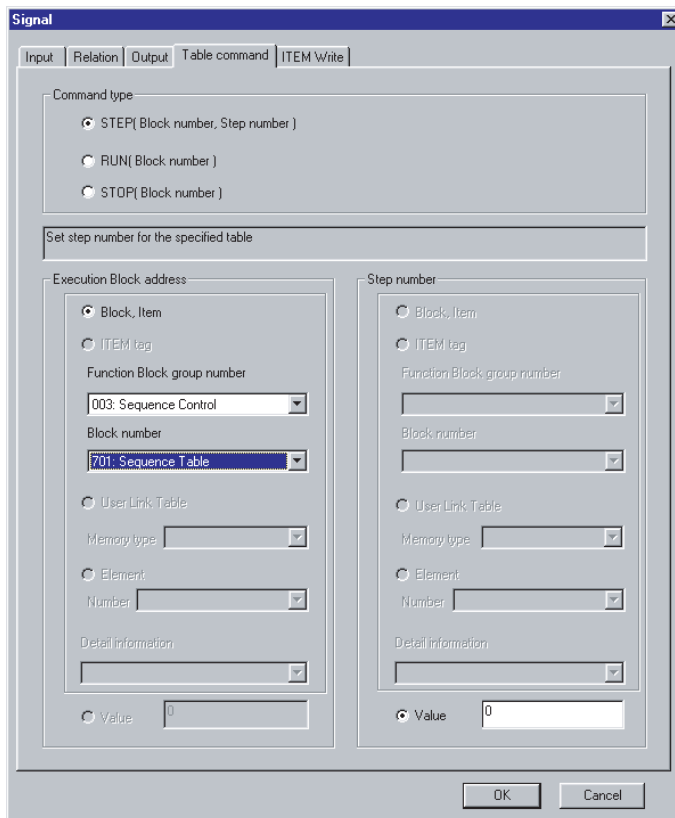 Signal
Input
Relation
Output
Table command
ITEM Write
Command type
STEP( Block number, Step number )
RUN( Block number )
STOP( Block number )
Set step number for the specified table
Execution Block address
Block, Item
ITEM tag
Function Block group number
003: Sequence Control
Block number
701: Sequence Table
User Link Table
Memory type
Element
Number
Detail information
Value
0
Step number
Block, Item
ITEM tag
Function Block group number
Block number
User Link Table
Memory type
Element
Number
Detail information
Value
0
OK
Cancel